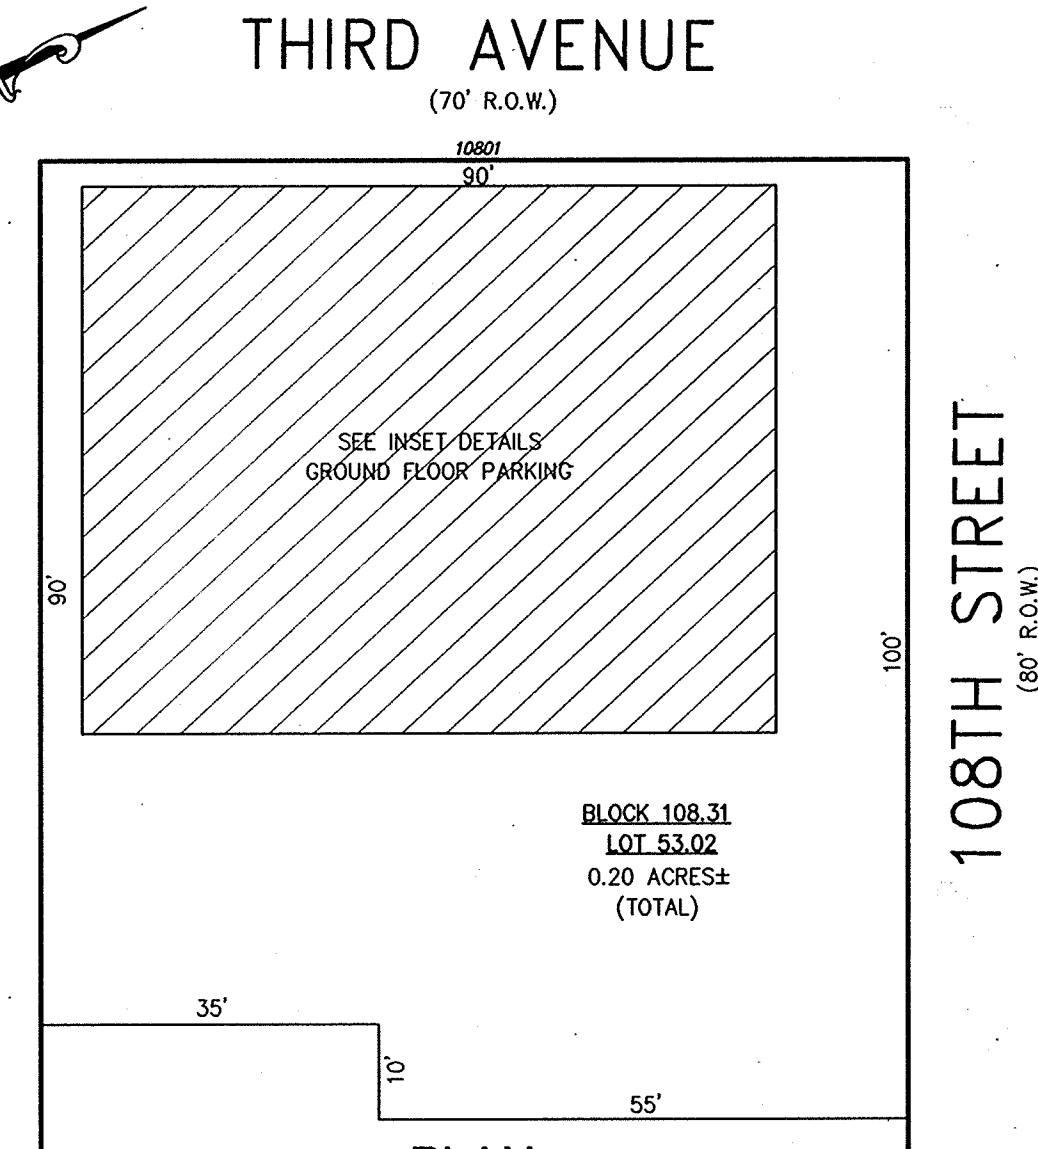 THIRD AVENUE
(70' R.O.W.)
10801
90'
SEE INSET DETAILS
GROUND FLOOR PARKING
90'
100'
108TH STREET
(80' R.O.W.)
BLOCK 108.31
LOT 53.02
0.20 ACRES±
(TOTAL)
35'
10'
55'